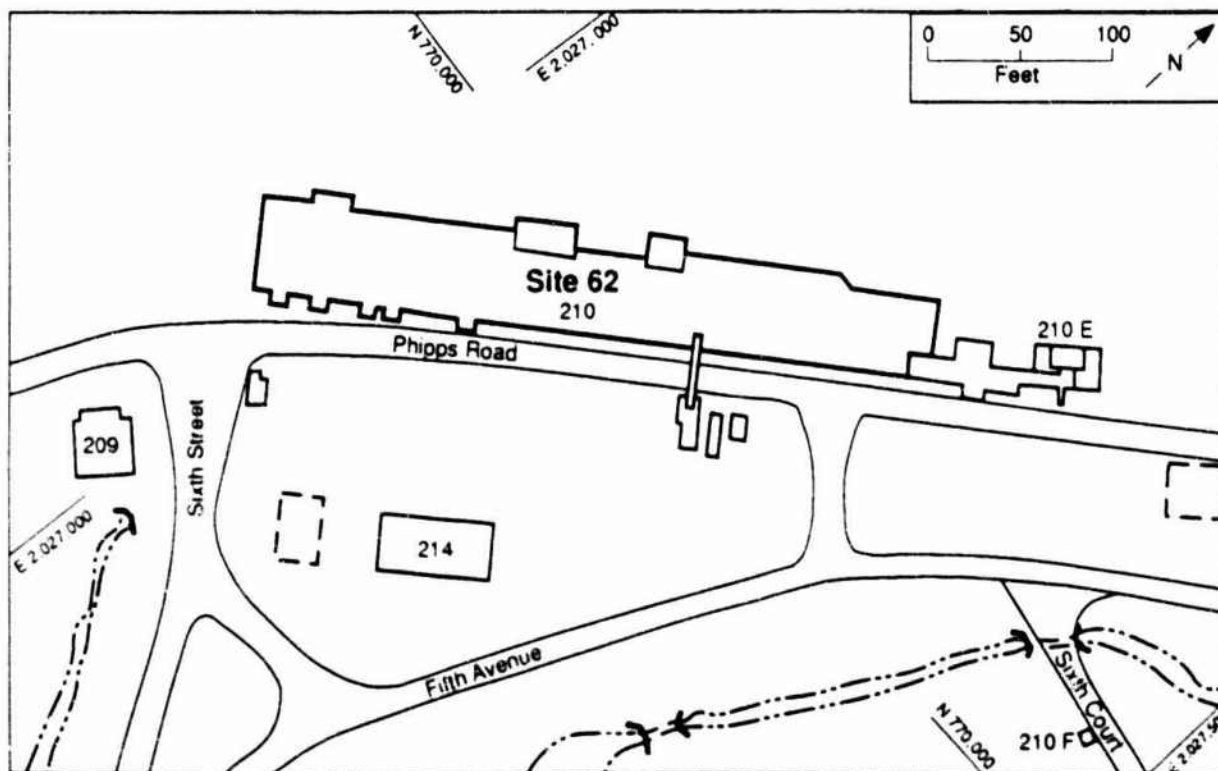 N 770.000
E 2.027.000
0 50 100
Feet
N
Site 62
210
210 E
Phipps Road
Sixth Street
209
E 2.027.000
214
Fifth Avenue
Sixth Court
N 770.000
210 F